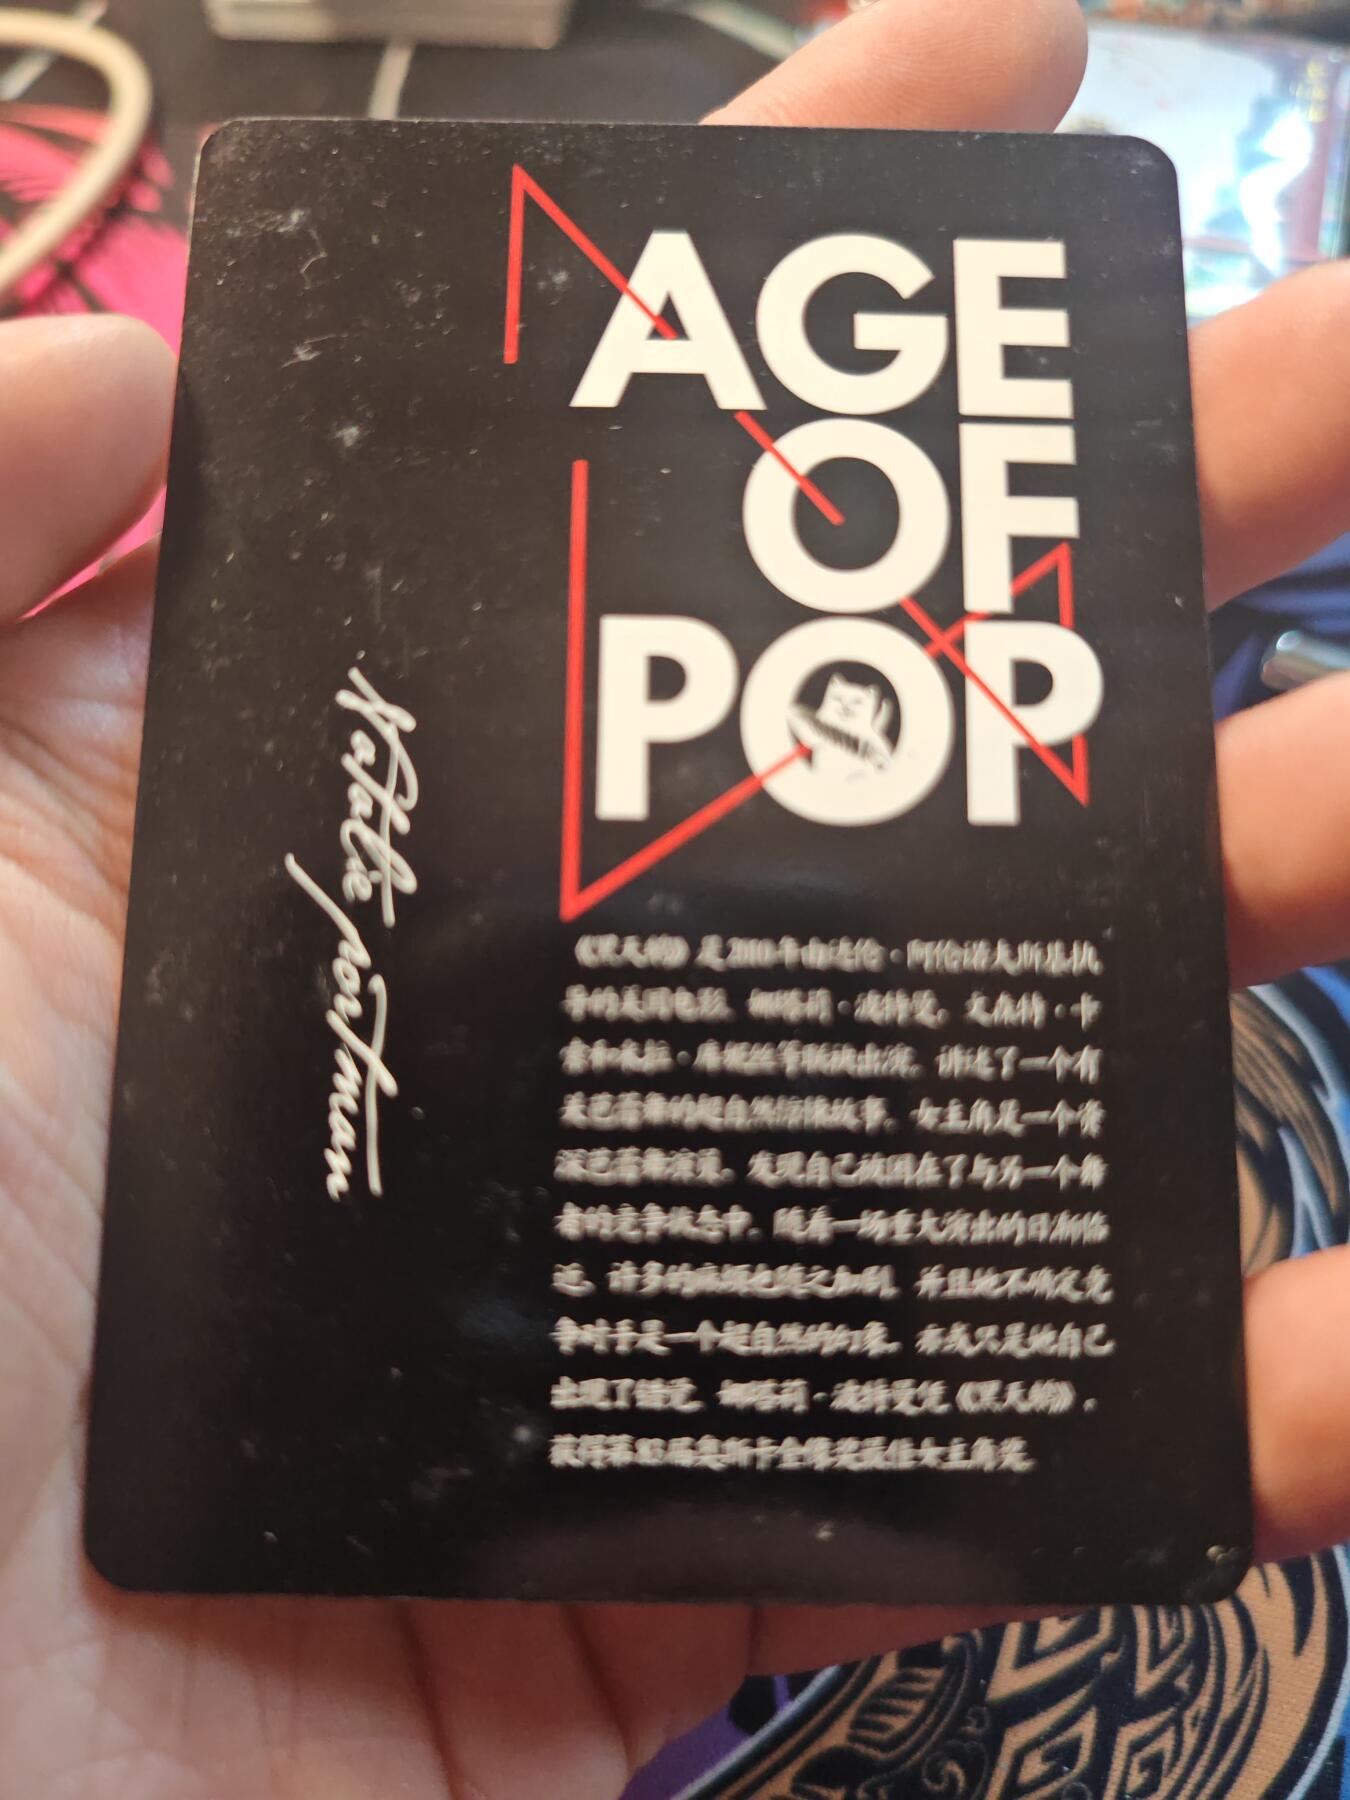 AGE
OF
POP
Natalie portman
《黑天鹅》是2010年由达伦·阿伦诺夫斯基执
导的美国电影，娜塔莉·波特曼，文森特·卡
索和米拉·库妮丝等联袂出演，讲述了一个有
关芭蕾舞的超自然惊悚故事。女主角是一个资
深芭蕾舞演员，发现自己被困在了与另一个舞
者的竞争状态中。随着一场重大演出的日渐临
近，许多的麻烦也随之加剧，并且她不确定竞
争对手是一个超自然的幻象，亦或只是她自己
出现了错觉。娜塔莉·波特曼凭《黑天鹅》，
获得第83届奥斯卡金像奖最佳女主角奖。